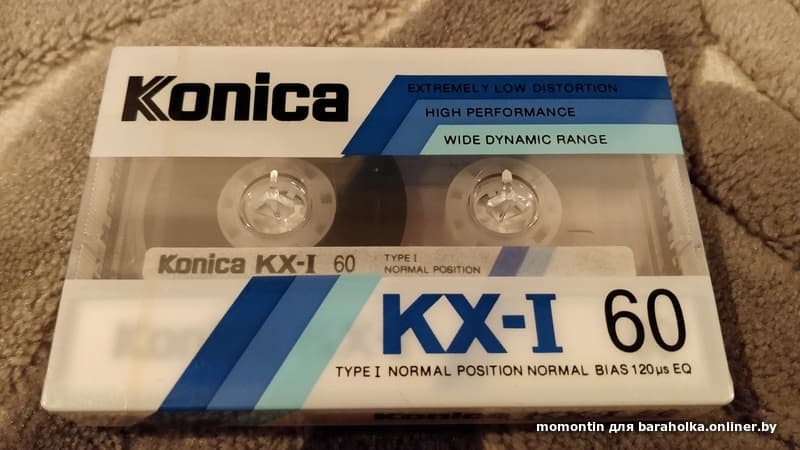 Konica
EXTREMELY LOW DISTORTION
HIGH PERFORMANCE
WIDE DYNAMIC RANGE
Konica KX-I 60 TYPE I
NORMAL POSITION
KX-I 60
TYPE I NORMAL POSITION NORMAL BIAS 120µs EQ
momontin для baraholka.onliner.by